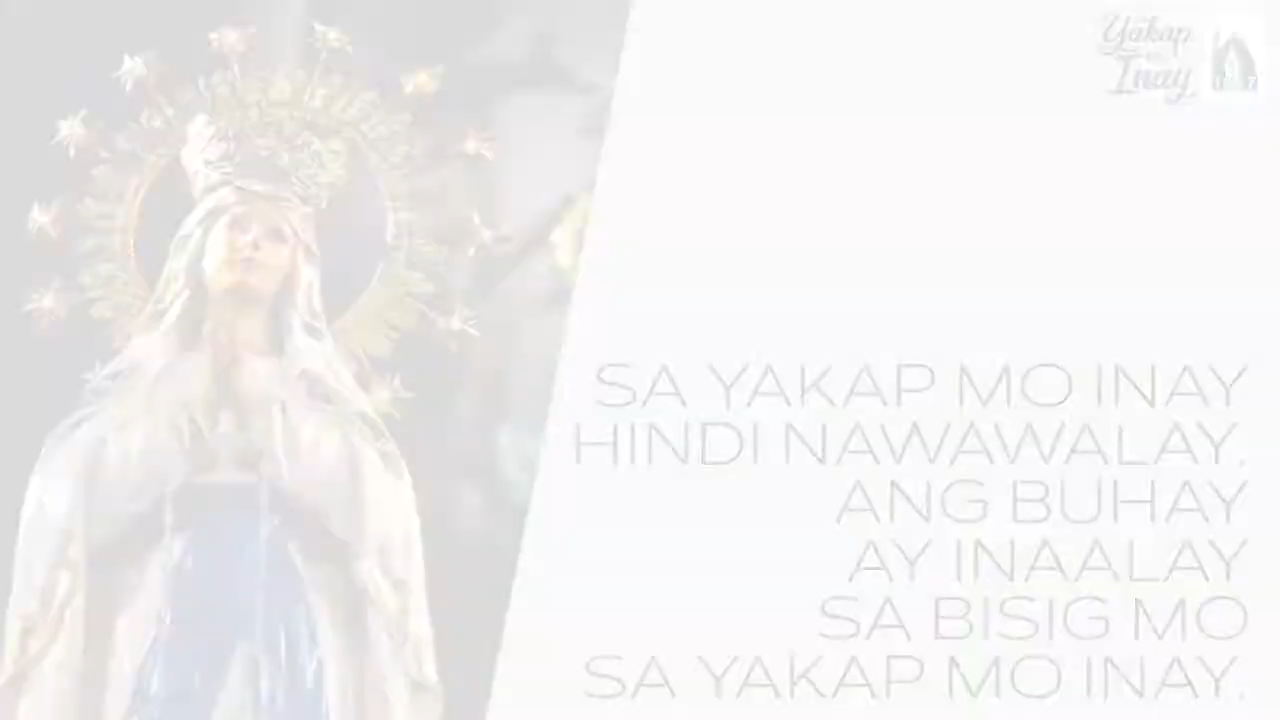 Yakap
Inay
SA YAKAP MO INAY
HINDI NAWAWALAY,
ANG BUHAY
AY INAALAY
SA BISIG MO
SA YAKAP MO INAY.